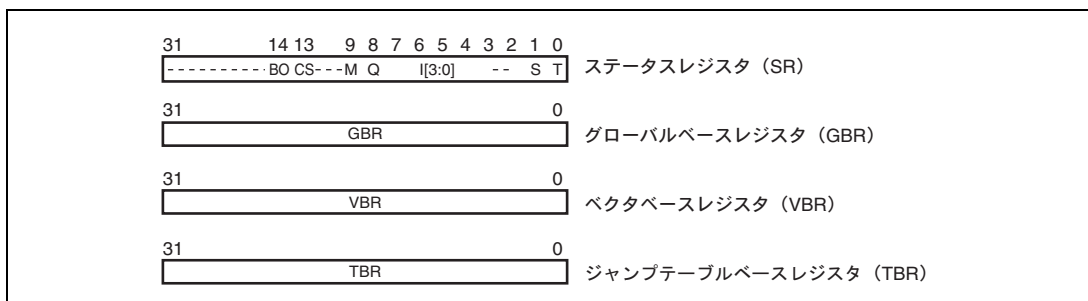 31 14 13 9 8 7 6 5 4 3 2 1 0
---------- BO CS---M Q I[3:0] -- S T ステータスレジスタ（SR）
31 0
GBR グローバルベースレジスタ（GBR）
31 0
VBR ベクタベースレジスタ（VBR）
31 0
TBR ジャンプテーブルベースレジスタ（TBR）